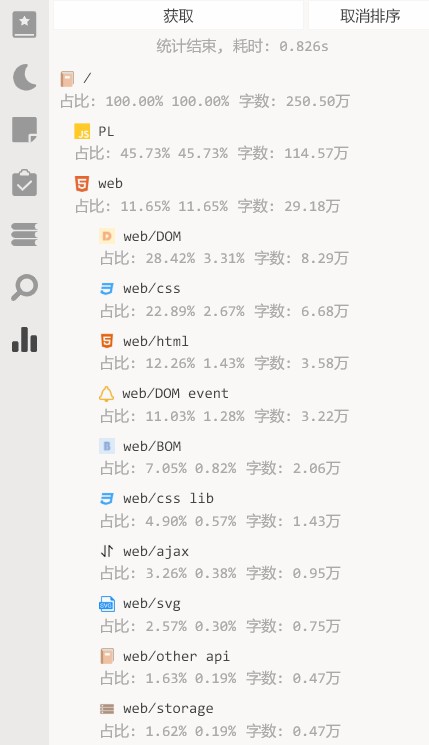 获取 取消排序
统计结束, 耗时: 0.826s
/
占比: 100.00% 100.00% 字数: 250.50万
JS PL
占比: 45.73% 45.73% 字数: 114.57万
5 web
占比: 11.65% 11.65% 字数: 29.18万
D web/DOM
占比: 28.42% 3.31% 字数: 8.29万
web/css
占比: 22.89% 2.67% 字数: 6.68万
5 web/html
占比: 12.26% 1.43% 字数: 3.58万
web/DOM event
占比: 11.03% 1.28% 字数: 3.22万
B web/BOM
占比: 7.05% 0.82% 字数: 2.06万
web/css lib
占比: 4.90% 0.57% 字数: 1.43万
web/ajax
占比: 3.26% 0.38% 字数: 0.95万
SVG web/svg
占比: 2.57% 0.30% 字数: 0.75万
web/other api
占比: 1.63% 0.19% 字数: 0.47万
web/storage
占比: 1.62% 0.19% 字数: 0.47万